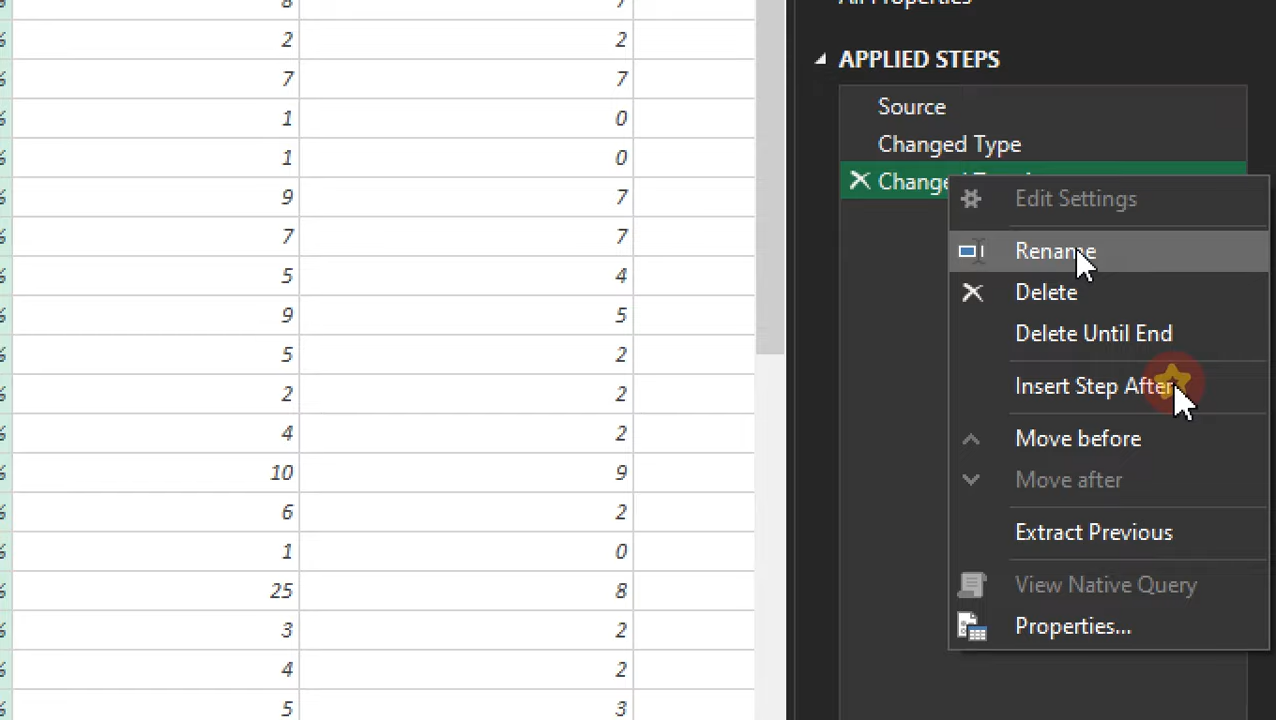 8 7
All Properties
2 2
APPLIED STEPS
7 7
Source
1 0
Changed Type
1 0
Change
9 7
Edit Settings
7 7
Rename
5 4
Delete
9 5
Delete Until End
5 2
Insert Step After
2 2
4 2
Move before
10 9
Move after
6 2
Extract Previous
1 0
25 8
View Native Query
3 2
Properties...
4 2
5 3